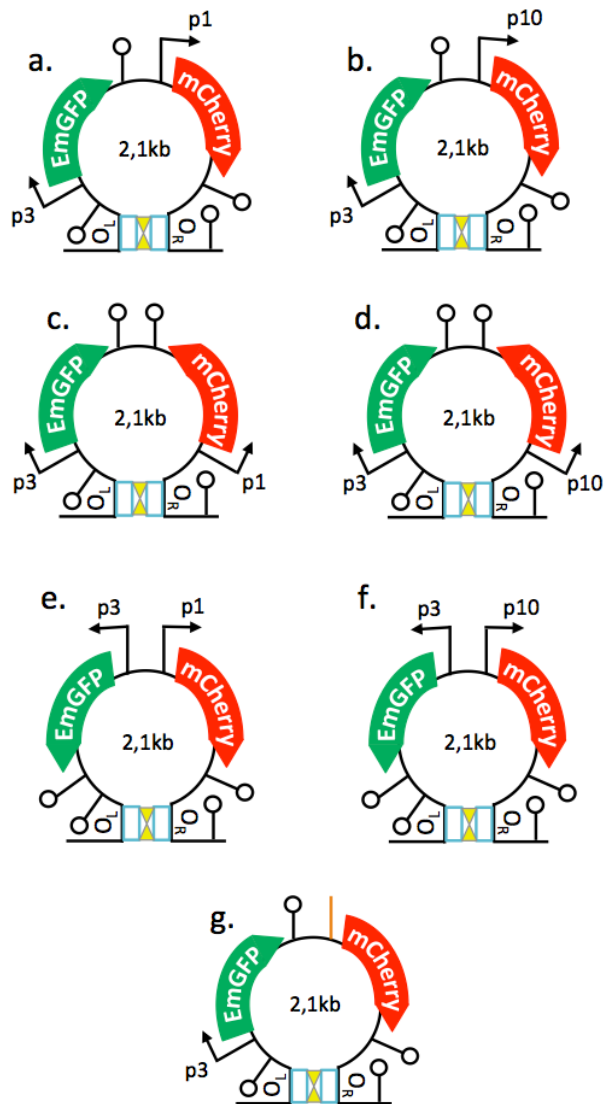 a.
p1
EmGFP
mCherry
2,1kb
p3
OL
OR
b.
p10
EmGFP
mCherry
2,1kb
p3
OL
OR
c.
EmGFP
mCherry
2,1kb
p3
p1
OL
OR
d.
EmGFP
mCherry
2,1kb
p3
p10
OL
OR
e.
p3
p1
EmGFP
mCherry
2,1kb
OL
OR
f.
p3
p10
EmGFP
mCherry
2,1kb
OL
OR
g.
EmGFP
mCherry
2,1kb
p3
OL
OR